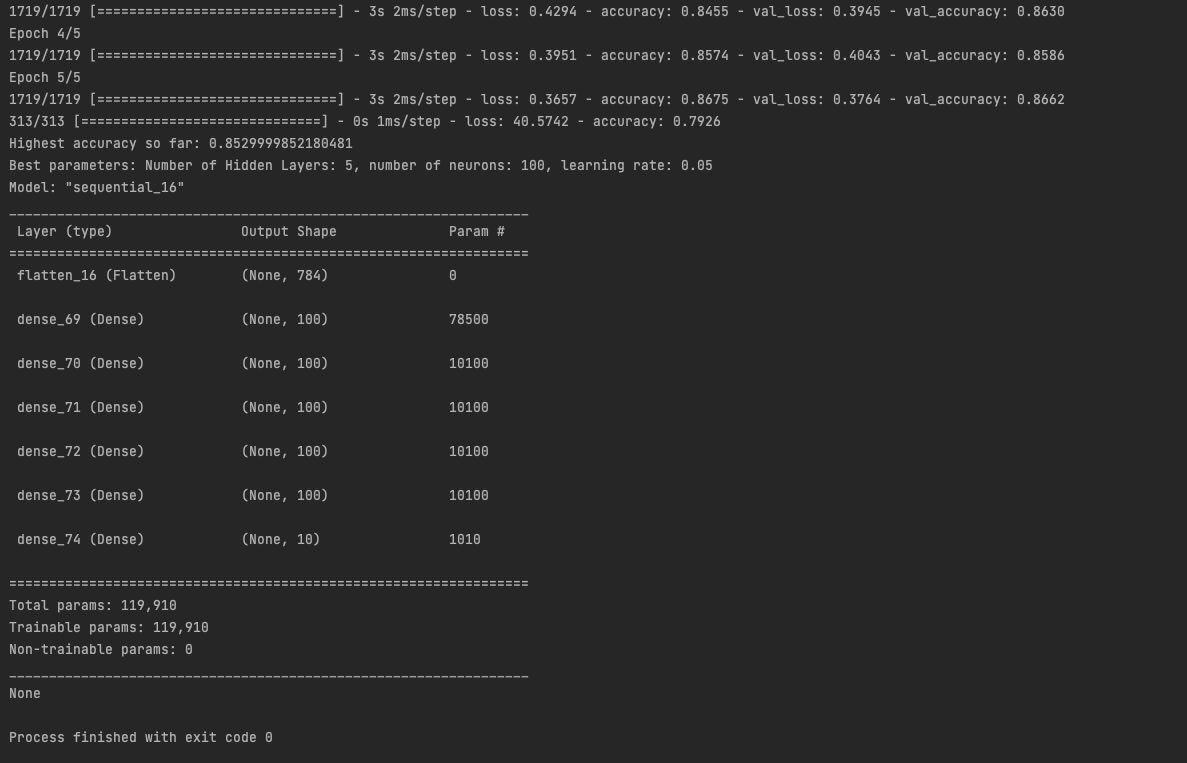 1719/1719 [==============================] - 3s 2ms/step - loss: 0.4294 - accuracy: 0.8455 - val_loss: 0.3945 - val_accuracy: 0.8630
Epoch 4/5
1719/1719 [==============================] - 3s 2ms/step - loss: 0.3951 - accuracy: 0.8574 - val_loss: 0.4043 - val_accuracy: 0.8586
Epoch 5/5
1719/1719 [==============================] - 3s 2ms/step - loss: 0.3657 - accuracy: 0.8675 - val_loss: 0.3764 - val_accuracy: 0.8662
313/313 [==============================] - 0s 1ms/step - loss: 40.5742 - accuracy: 0.7926
Highest accuracy so far: 0.8529999852180481
Best parameters: Number of Hidden Layers: 5, number of neurons: 100, learning rate: 0.05
Model: "sequential_16"
_________________________________________________________________
 Layer (type)                Output Shape              Param #
=================================================================
 flatten_16 (Flatten)        (None, 784)               0
 dense_69 (Dense)            (None, 100)               78500
 dense_70 (Dense)            (None, 100)               10100
 dense_71 (Dense)            (None, 100)               10100
 dense_72 (Dense)            (None, 100)               10100
 dense_73 (Dense)            (None, 100)               10100
 dense_74 (Dense)            (None, 10)                1010
=================================================================
Total params: 119,910
Trainable params: 119,910
Non-trainable params: 0
_________________________________________________________________
None
Process finished with exit code 0